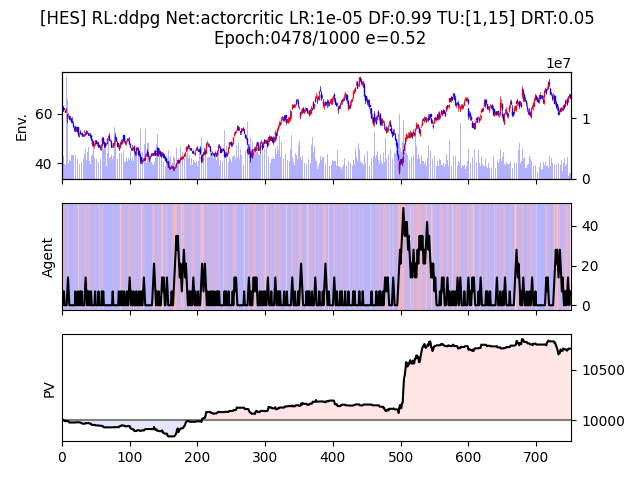 [HES] RL:ddpg Net:actorcritic LR:1e-05 DF:0.99 TU:[1,15] DRT:0.05
Epoch:0478/1000 e=0.52
1e7
Env.
60
40
1
0
Agent
40
20
0
PV
10500
10000
0 100 200 300 400 500 600 700